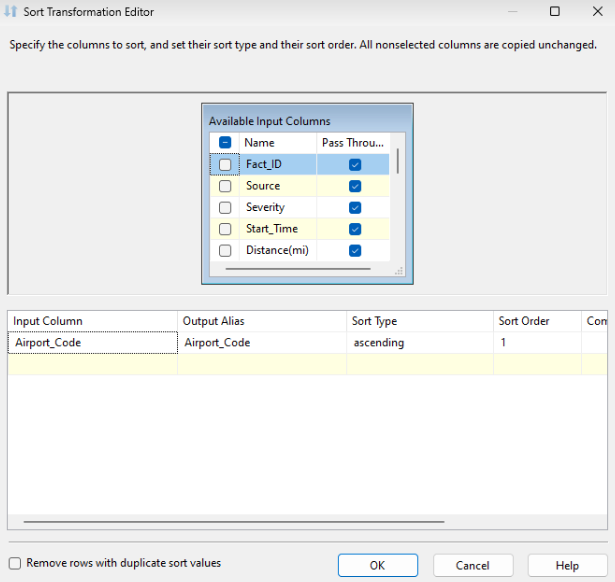 Sort Transformation Editor
Specify the columns to sort, and set their sort type and their sort order. All nonselected columns are copied unchanged.
Available Input Columns
Name Pass Throu...
Fact_ID
Source
Severity
Start_Time
Distance(mi)
Input Column Output Alias Sort Type Sort Order Com
Airport_Code Airport_Code ascending 1
Remove rows with duplicate sort values
OK Cancel Help